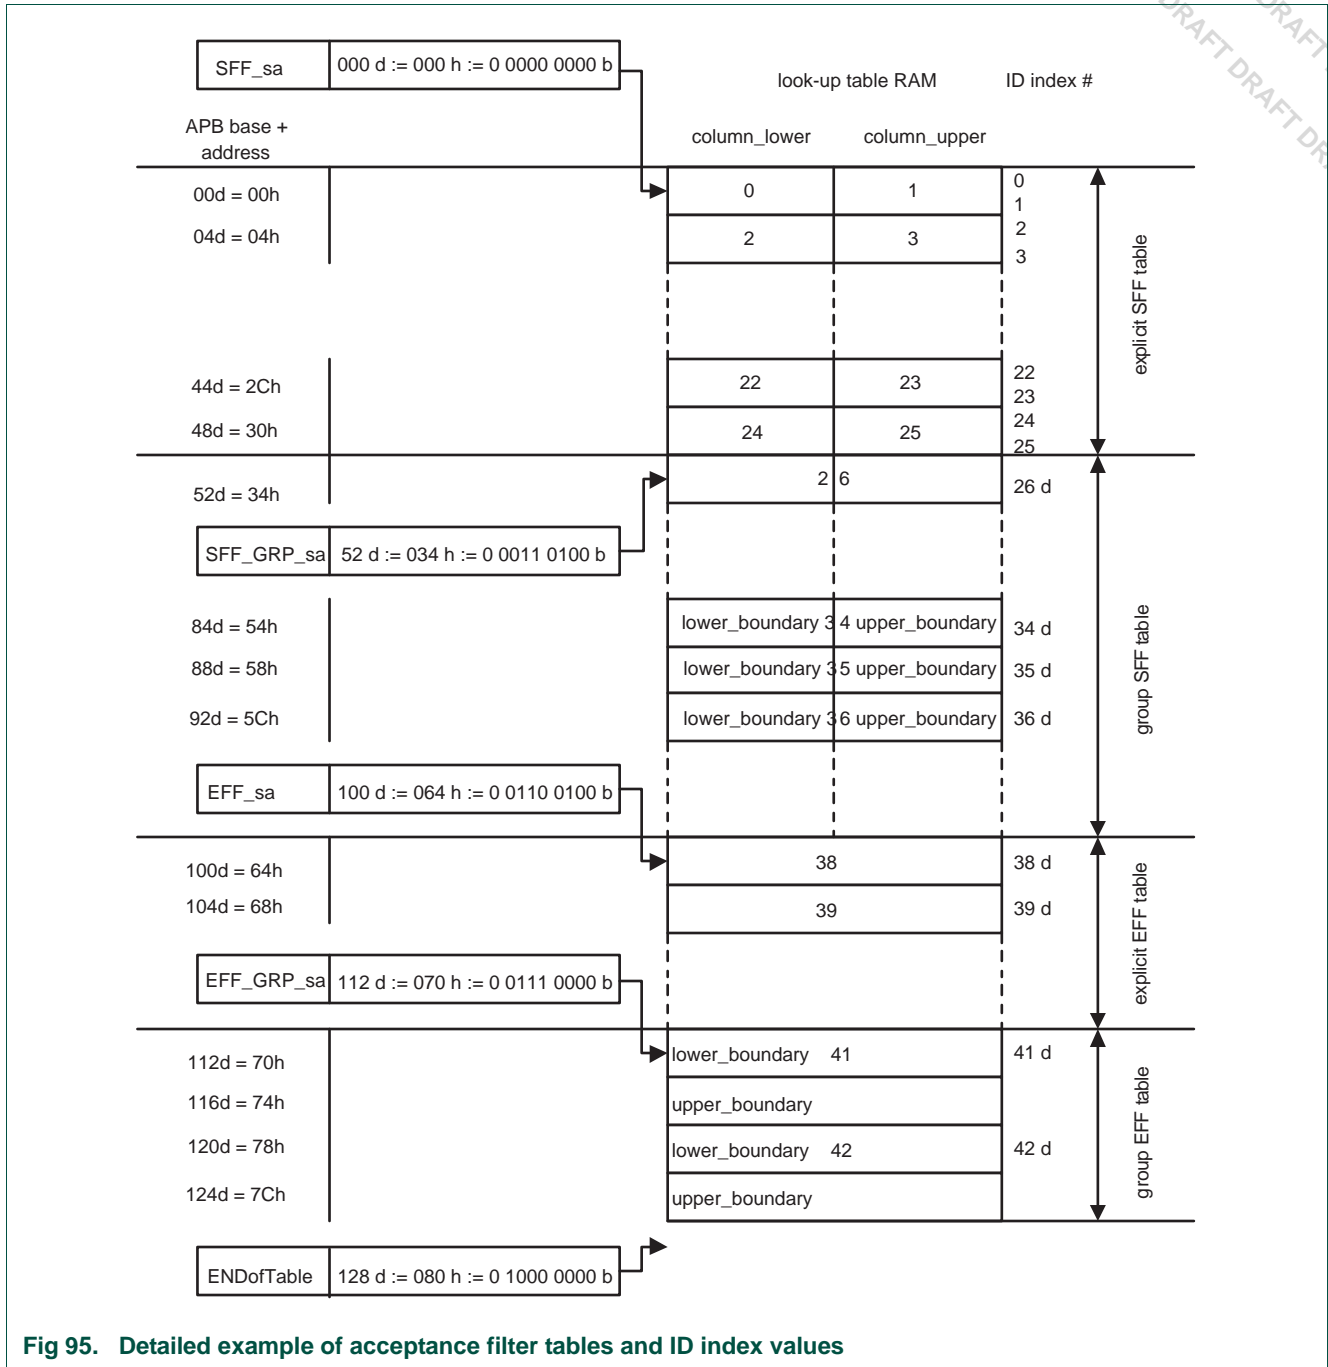 DRAFT DRAFT DR
DRAFT
SFF_sa 000 d := 000 h := 0 0000 0000 b
look-up table RAM ID index #
APB base +
address
column_lower column_upper
00d = 00h 0 1 0
1
04d = 04h 2 3 2
3
explicit SFF table
44d = 2Ch 22 23 22
23
48d = 30h 24 25 24
25
52d = 34h 2 6 26 d
SFF_GRP_sa 52 d := 034 h := 0 0011 0100 b
84d = 54h lower_boundary 3 4 upper_boundary 34 d
88d = 58h lower_boundary 3 5 upper_boundary 35 d
92d = 5Ch lower_boundary 3 6 upper_boundary 36 d
group SFF table
EFF_sa 100 d := 064 h := 0 0110 0100 b
100d = 64h 38 38 d
104d = 68h 39 39 d
explicit EFF table
EFF_GRP_sa 112 d := 070 h := 0 0111 0000 b
112d = 70h lower_boundary 41 41 d
116d = 74h upper_boundary
120d = 78h lower_boundary 42 42 d
124d = 7Ch upper_boundary
group EFF table
ENDofTable 128 d := 080 h := 0 1000 0000 b
Fig 95. Detailed example of acceptance filter tables and ID index values